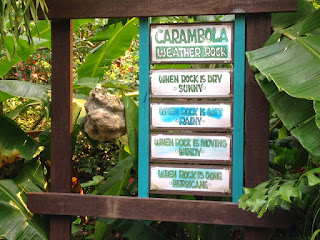 CARAMBOLA
WEATHER ROCK
WHEN ROCK IS DRY
SUNNY
WHEN ROCK IS WET
RAINY
WHEN ROCK IS MOVING
WINDY
WHEN ROCK IS GONE
HURRICANE